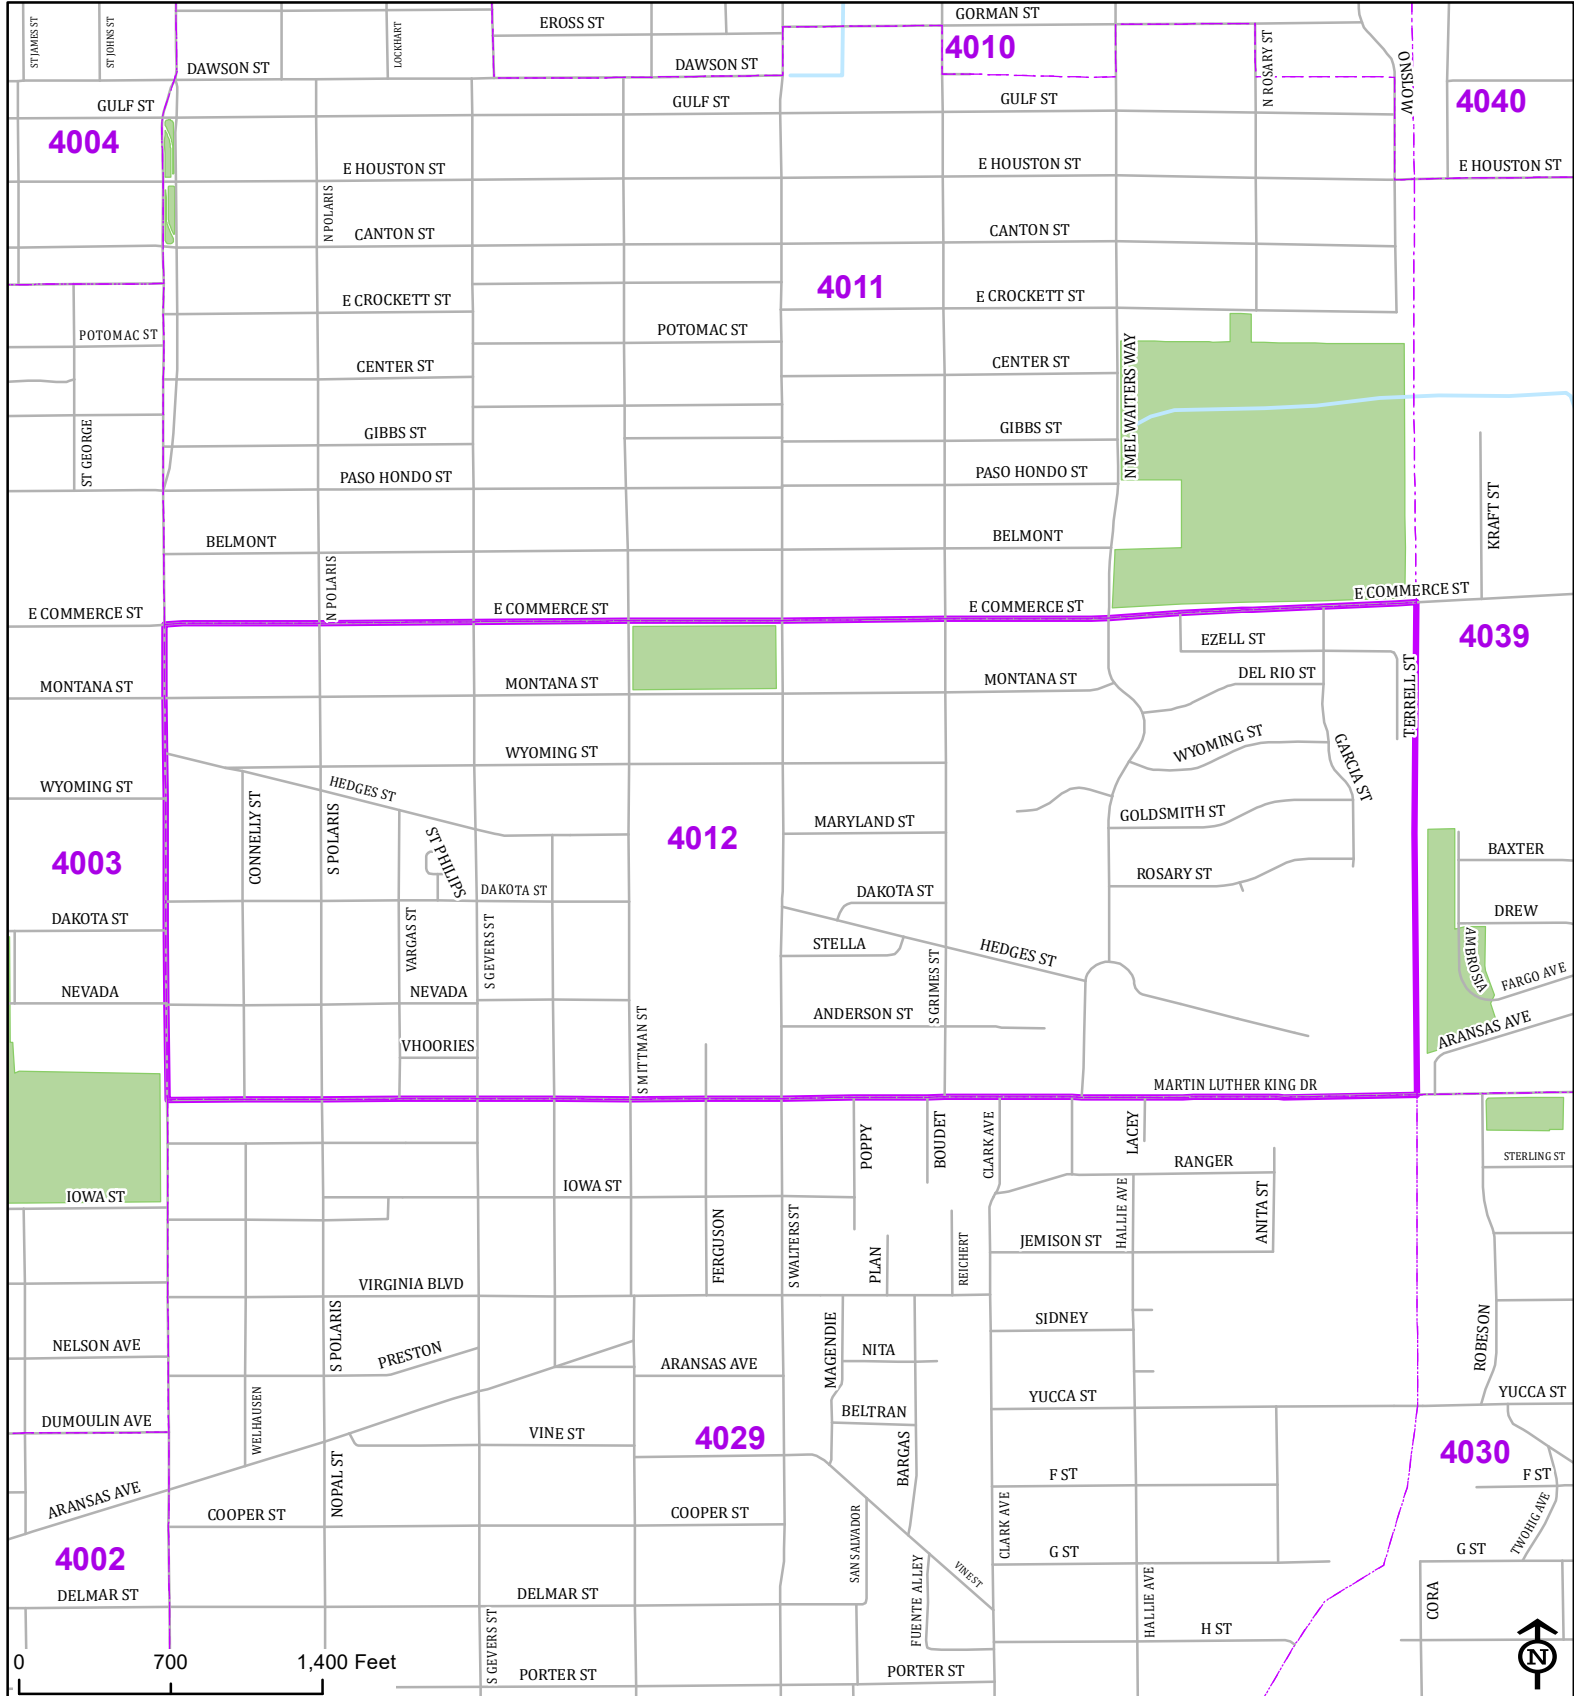 GORMAN ST
EROSS ST
ST JAMES ST
ST JOHNS ST
LOCKHART
4010
N ROSARY ST
ONSLOW
DAWSON ST
DAWSON ST
GULF ST
GULF ST
GULF ST
4040
4004
E HOUSTON ST
E HOUSTON ST
E HOUSTON ST
N POLARIS
CANTON ST
CANTON ST
4011
E CROCKETT ST
E CROCKETT ST
POTOMAC ST
POTOMAC ST
CENTER ST
CENTER ST
N MEL WAITERS WAY
ST GEORGE
GIBBS ST
GIBBS ST
PASO HONDO ST
PASO HONDO ST
KRAFT ST
BELMONT
BELMONT
N POLARIS
E COMMERCE ST
E COMMERCE ST
E COMMERCE ST
E COMMERCE ST
EZELL ST
4039
DEL RIO ST
TERRELL ST
MONTANA ST
MONTANA ST
MONTANA ST
WYOMING ST
WYOMING ST
WYOMING ST
GARCIA ST
HEDGES ST
CONNELLY ST
S POLARIS
ST PHILIPS
4012
MARYLAND ST
GOLDSMITH ST
4003
BAXTER
ROSARY ST
DAKOTA ST
DAKOTA ST
DAKOTA ST
DREW
VARGAS ST
S GEVERS ST
STELLA
HEDGES ST
AMBROSIA
FARGO AVE
NEVADA
NEVADA
S GRIMES ST
ANDERSON ST
ARANSAS AVE
VHOORIES
S MITTMAN ST
MARTIN LUTHER KING DR
POPPY
BOUDET
CLARK AVE
LACEY
RANGER
STERLING ST
IOWA ST
IOWA ST
HALLIE AVE
ANITA ST
FERGUSON
S WALTERS ST
PLAN
REICHERT
JEMISON ST
VIRGINIA BLVD
S POLARIS
MAGENDIE
SIDNEY
ROBESON
NELSON AVE
PRESTON
NITA
ARANSAS AVE
YUCCA ST
YUCCA ST
DUMOULIN AVE
WELHAUSEN
BELTRAN
VINE ST
4029
BARGAS
4030
NOPAL ST
F ST
F ST
ARANSAS AVE
COOPER ST
COOPER ST
SAN SALVADOR
CLARK AVE
TWOHIG AVE
4002
G ST
G ST
FUENTE ALLEY
VINE ST
DELMAR ST
DELMAR ST
HALLIE AVE
CORA
H ST
S GEVERS ST
N
PORTER ST
PORTER ST
0 700 1,400 Feet